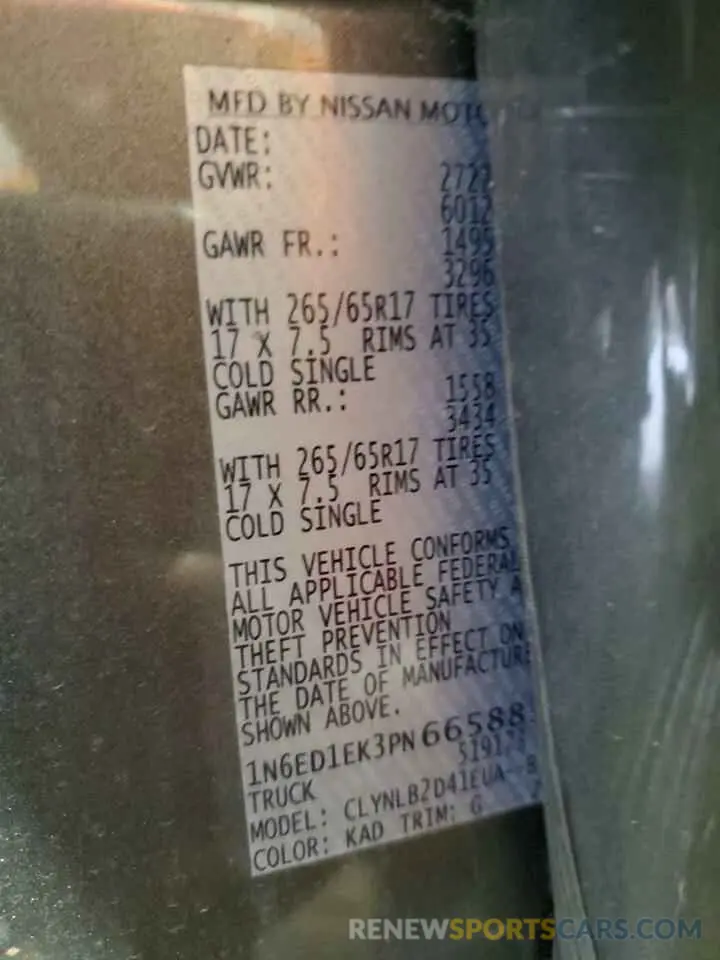 MFD BY NISSAN
DATE:
GVWR: 2722
6012
GAWR FR.: 1495
3296
WITH 265/65R17 TIRES
17 X 7.5 RIMS AT 35
COLD SINGLE
GAWR RR.: 1558
3434
WITH 265/65R17 TIRES
17 X 7.5 RIMS AT 35
COLD SINGLE
THIS VEHICLE CONFORMS
ALL APPLICABLE FEDERAL
MOTOR VEHICLE SAFETY A
THEFT PREVENTION
STANDARDS IN EFFECT ON
THE DATE OF MANUFACTURE
SHOWN ABOVE.
1N6ED1EK3PN 66588
TRUCK
MODEL: CLYNLB2D41EUA--B
COLOR: KAD TRIM: G
RENEWSPORTSCARS.COM